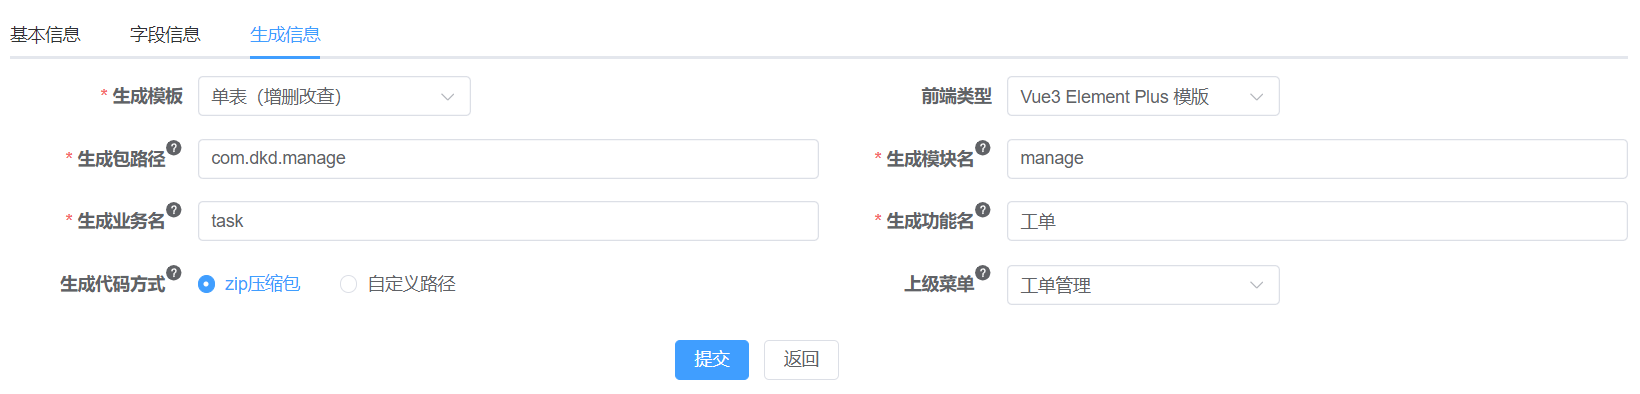 基本信息 字段信息 生成信息
* 生成模板 单表（增删改查） 前端类型 Vue3 Element Plus 模版
* 生成包路径 ? com.dkd.manage * 生成模块名 ? manage
* 生成业务名 ? task * 生成功能名 ? 工单
生成代码方式 ? zip压缩包 自定义路径 上级菜单 ? 工单管理
提交 返回